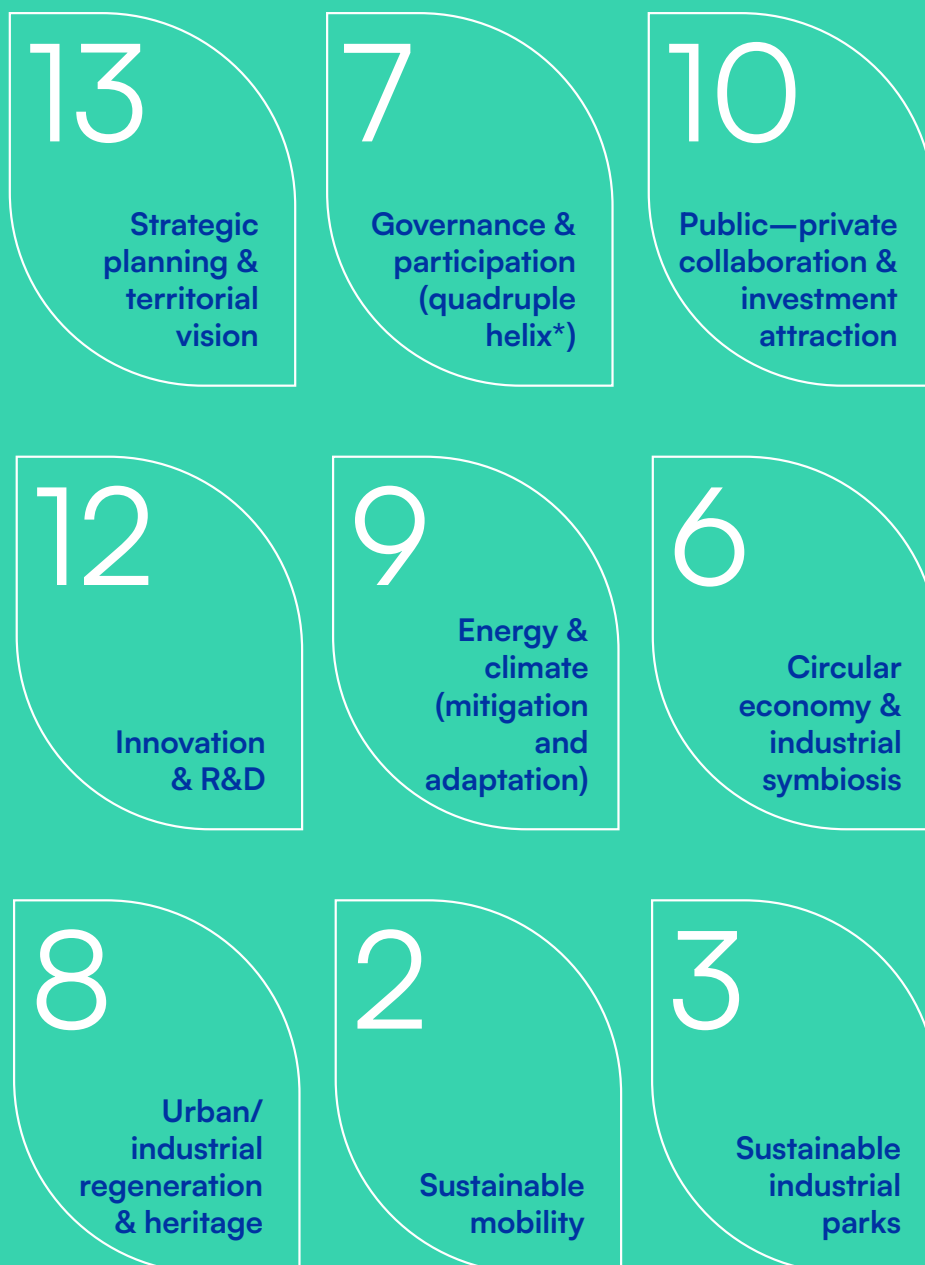 13
Strategic
planning &
territorial
vision
7
Governance &
participation
(quadruple
helix*)
10
Public—private
collaboration &
investment
attraction
12
Innovation
& R&D
9
Energy &
climate
(mitigation
and
adaptation)
6
Circular
economy &
industrial
symbiosis
8
Urban/
industrial
regeneration
& heritage
2
Sustainable
mobility
3
Sustainable
industrial
parks